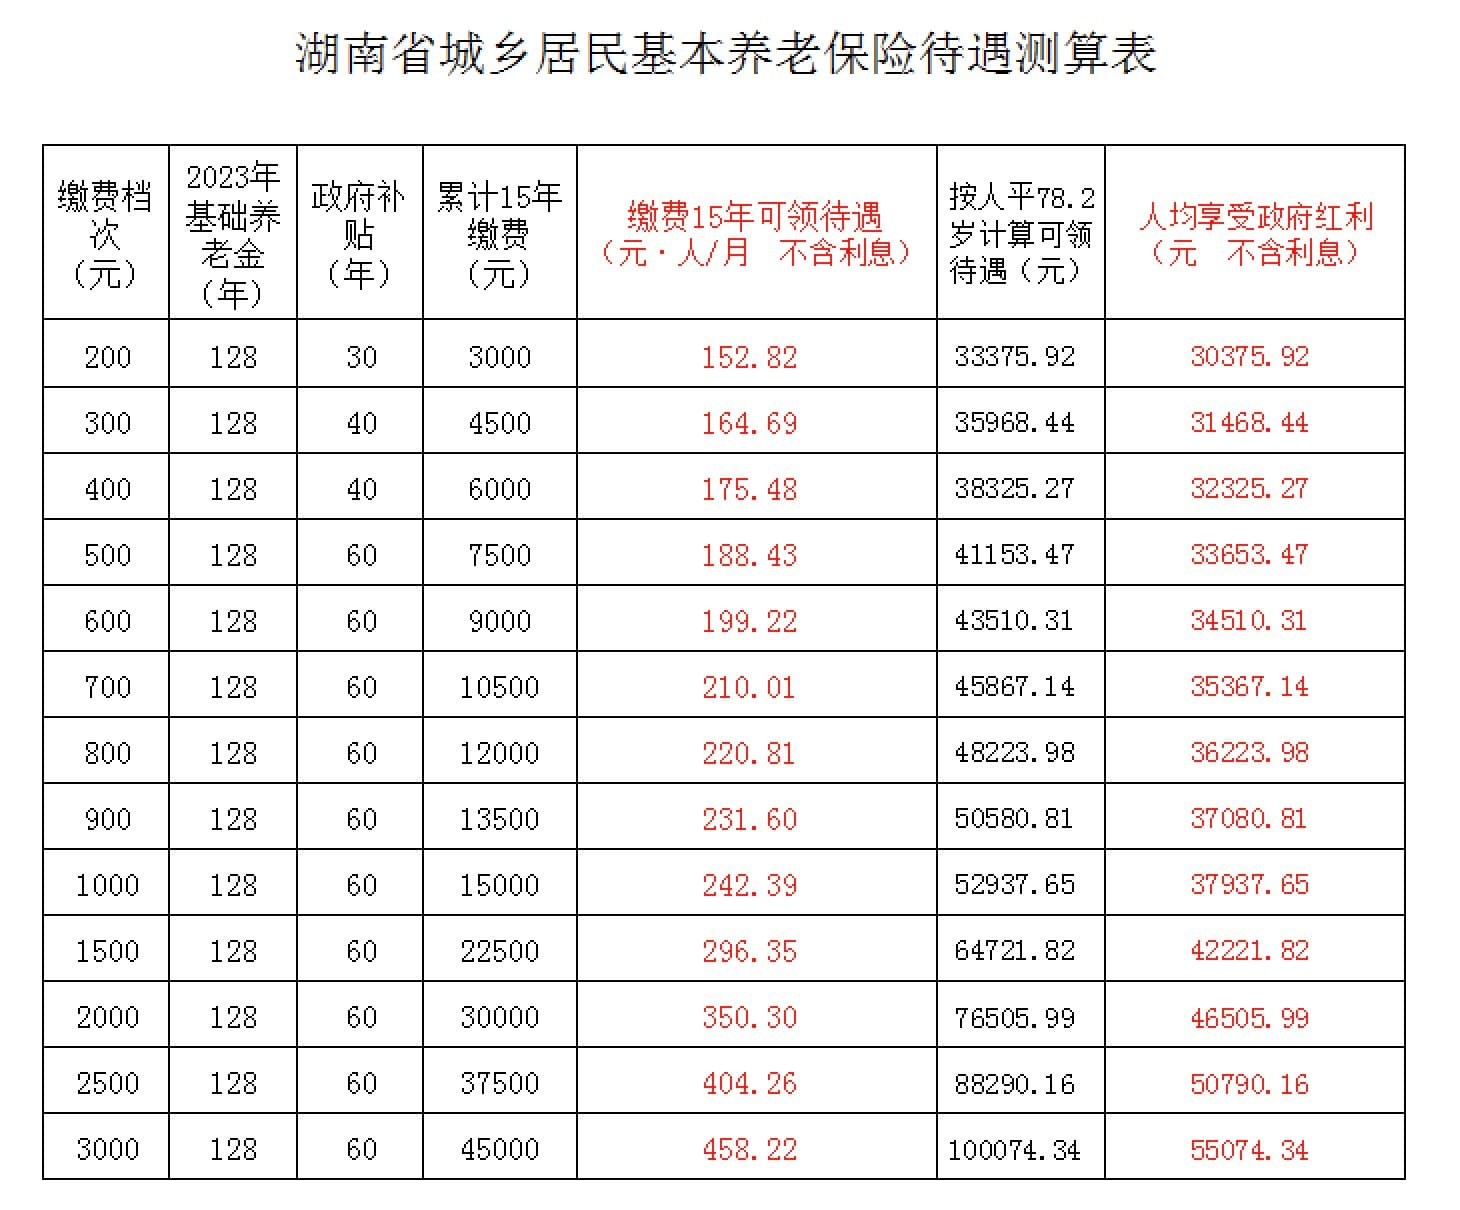 湖南省城乡居民基本养老保险待遇测算表
缴费档次（元） 2023年基础养老金（年） 政府补贴（年） 累计15年缴费（元） 缴费15年可领待遇（元·人/月 不含利息） 按人平78.2岁计算可领待遇（元） 人均享受政府红利（元 不含利息）
200 128 30 3000 152.82 33375.92 30375.92
300 128 40 4500 164.69 35968.44 31468.44
400 128 40 6000 175.48 38325.27 32325.27
500 128 60 7500 188.43 41153.47 33653.47
600 128 60 9000 199.22 43510.31 34510.31
700 128 60 10500 210.01 45867.14 35367.14
800 128 60 12000 220.81 48223.98 36223.98
900 128 60 13500 231.60 50580.81 37080.81
1000 128 60 15000 242.39 52937.65 37937.65
1500 128 60 22500 296.35 64721.82 42221.82
2000 128 60 30000 350.30 76505.99 46505.99
2500 128 60 37500 404.26 88290.16 50790.16
3000 128 60 45000 458.22 100074.34 55074.34